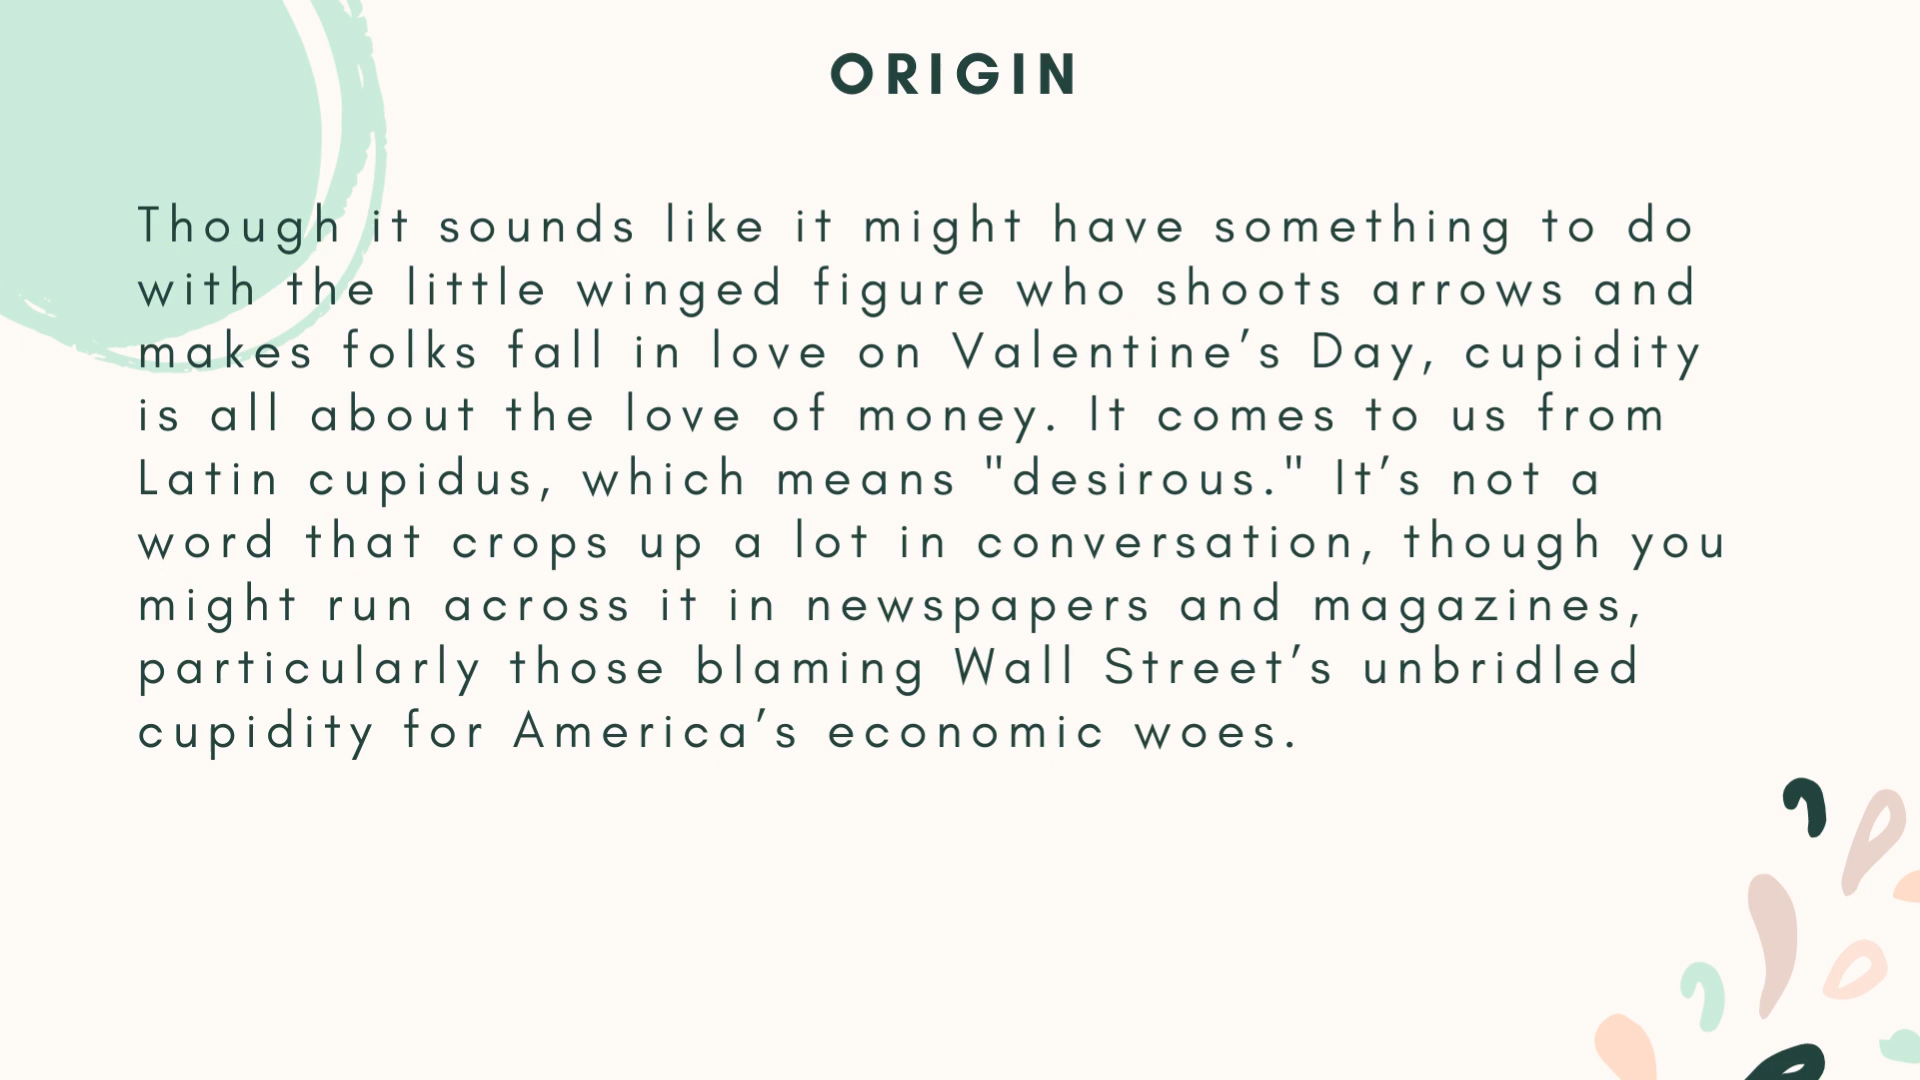 ORIGIN
Though it sounds like it might have something to do
with the little winged figure who shoots arrows and
makes folks fall in love on Valentine’s Day, cupidity
is all about the love of money. It comes to us from
Latin cupidus, which means "desirous." It’s not a
word that crops up a lot in conversation, though you
might run across it in newspapers and magazines,
particularly those blaming Wall Street’s unbridled
cupidity for America’s economic woes.